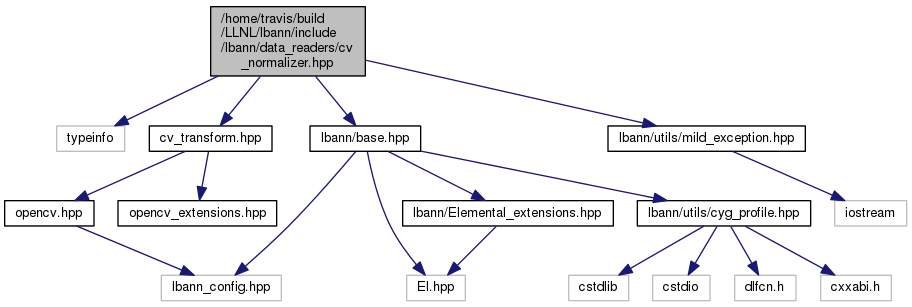 /home/travis/build
/LLNL/lbann/include
/lbann/data_readers/cv
_normalizer.hpp
typeinfo
cv_transform.hpp
lbann/base.hpp
lbann/utils/mild_exception.hpp
opencv.hpp
opencv_extensions.hpp
lbann/Elemental_extensions.hpp
lbann/utils/cyg_profile.hpp
iostream
lbann_config.hpp
El.hpp
cstdlib
cstdio
dlfcn.h
cxxabi.h